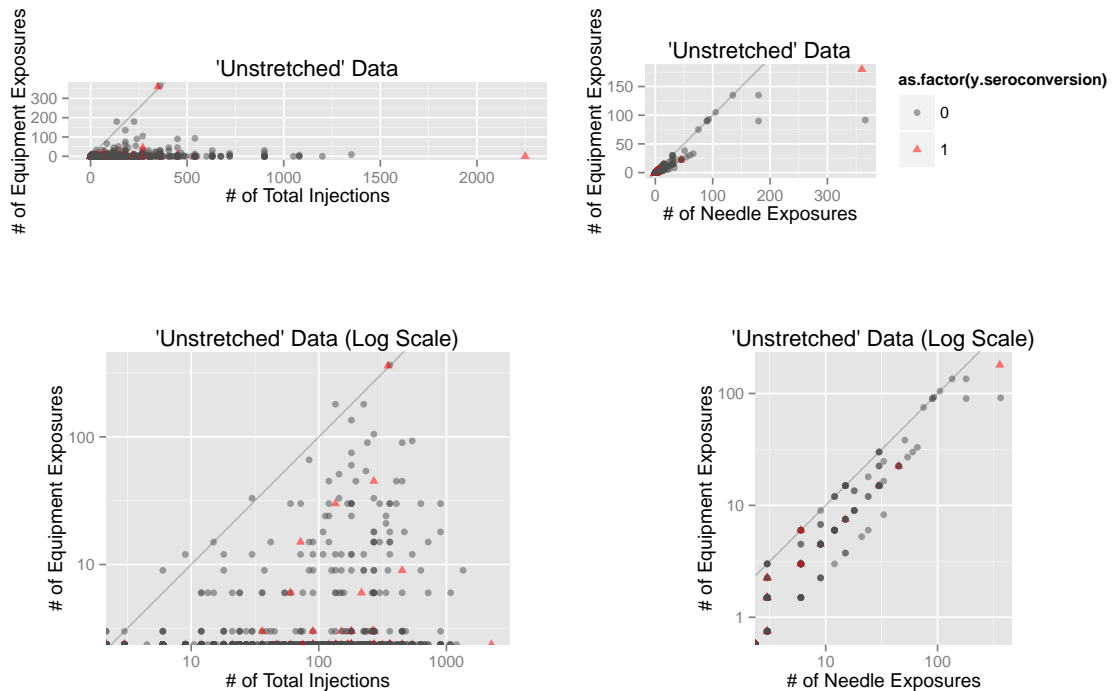 'Unstretched' Data
# of Equipment Exposures
300
200
100
0
0
500
1000
1500
2000
# of Total Injections
'Unstretched' Data
# of Equipment Exposures
150
100
50
0
0
100
200
300
# of Needle Exposures
as.factor(y.seroconversion)
0
1
'Unstretched' Data (Log Scale)
# of Equipment Exposures
100
10
10
100
1000
# of Total Injections
'Unstretched' Data (Log Scale)
# of Equipment Exposures
100
10
1
10
100
# of Needle Exposures